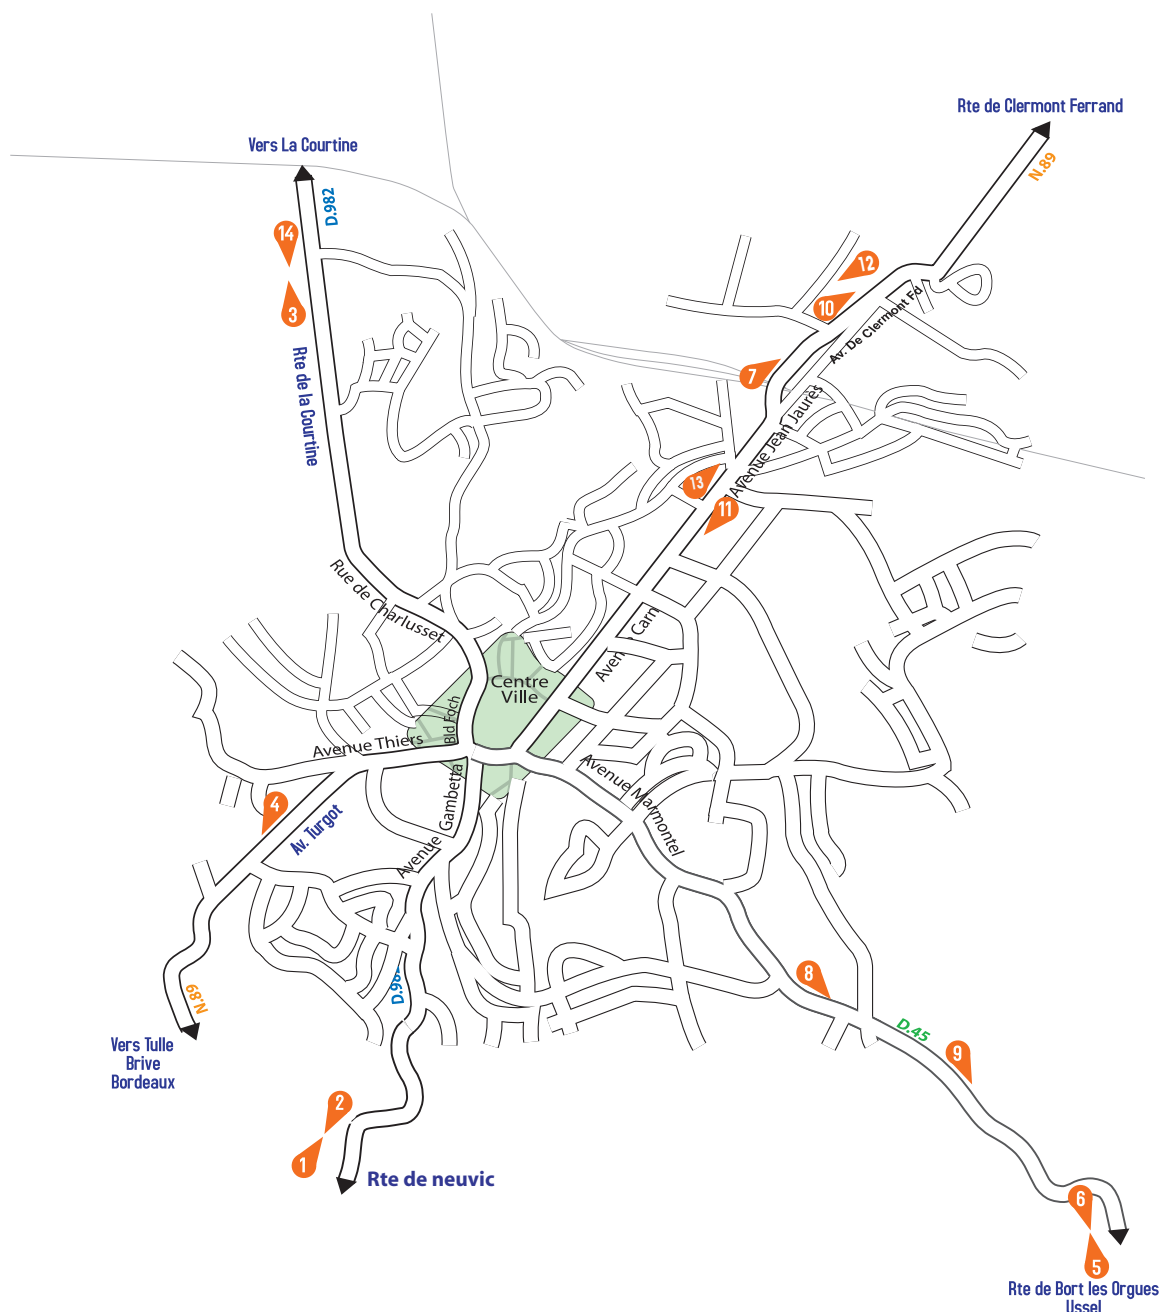 Rte de Clermont Ferrand
Vers La Courtine
N.89
D.982
14
12
10
3
Av. De Clermont Fd
7
Rte de la Courtine
Avenue Jean Jaurès
13
11
Rue de Charlusset
Centre
Ville
Bld Foch
Avenue Thiers
Avenue Marmontel
4
Av. Turgot
Avenue Gambetta
8
N.89
D.45
Vers Tulle
Brive
Bordeaux
9
2
1
Rte de neuvic
6
5
Rte de Bort les Orgues
Ussel